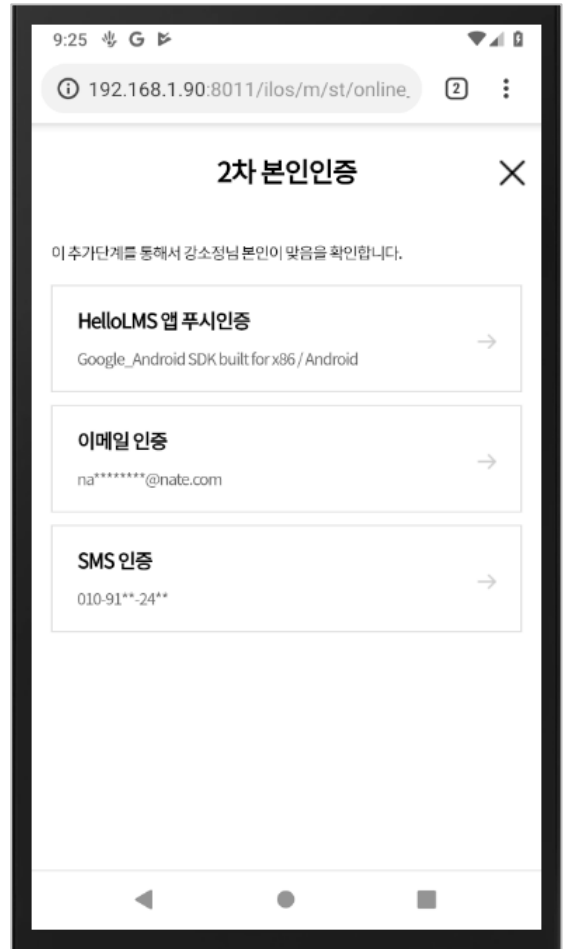 9:25
192.168.1.90:8011/ilos/m/st/online_
2
2차 본인인증
이 추가단계를 통해서 강소정님 본인이 맞음을 확인합니다.
HelloLMS 앱 푸시인증
Google_Android SDK built for x86 / Android
이메일 인증
na********@nate.com
SMS 인증
010-91**-24**